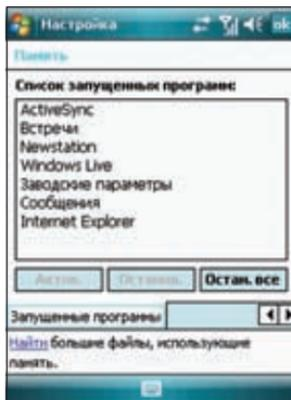 Настройка ok
Память
Список запущенных программ:
ActiveSync
Встречи
Newstation
Windows Live
Заводские параметры
Сообщения
Internet Explorer
Актив. Останов. Остан. все
Запущенные программы
Найти большие файлы, использующие
память.